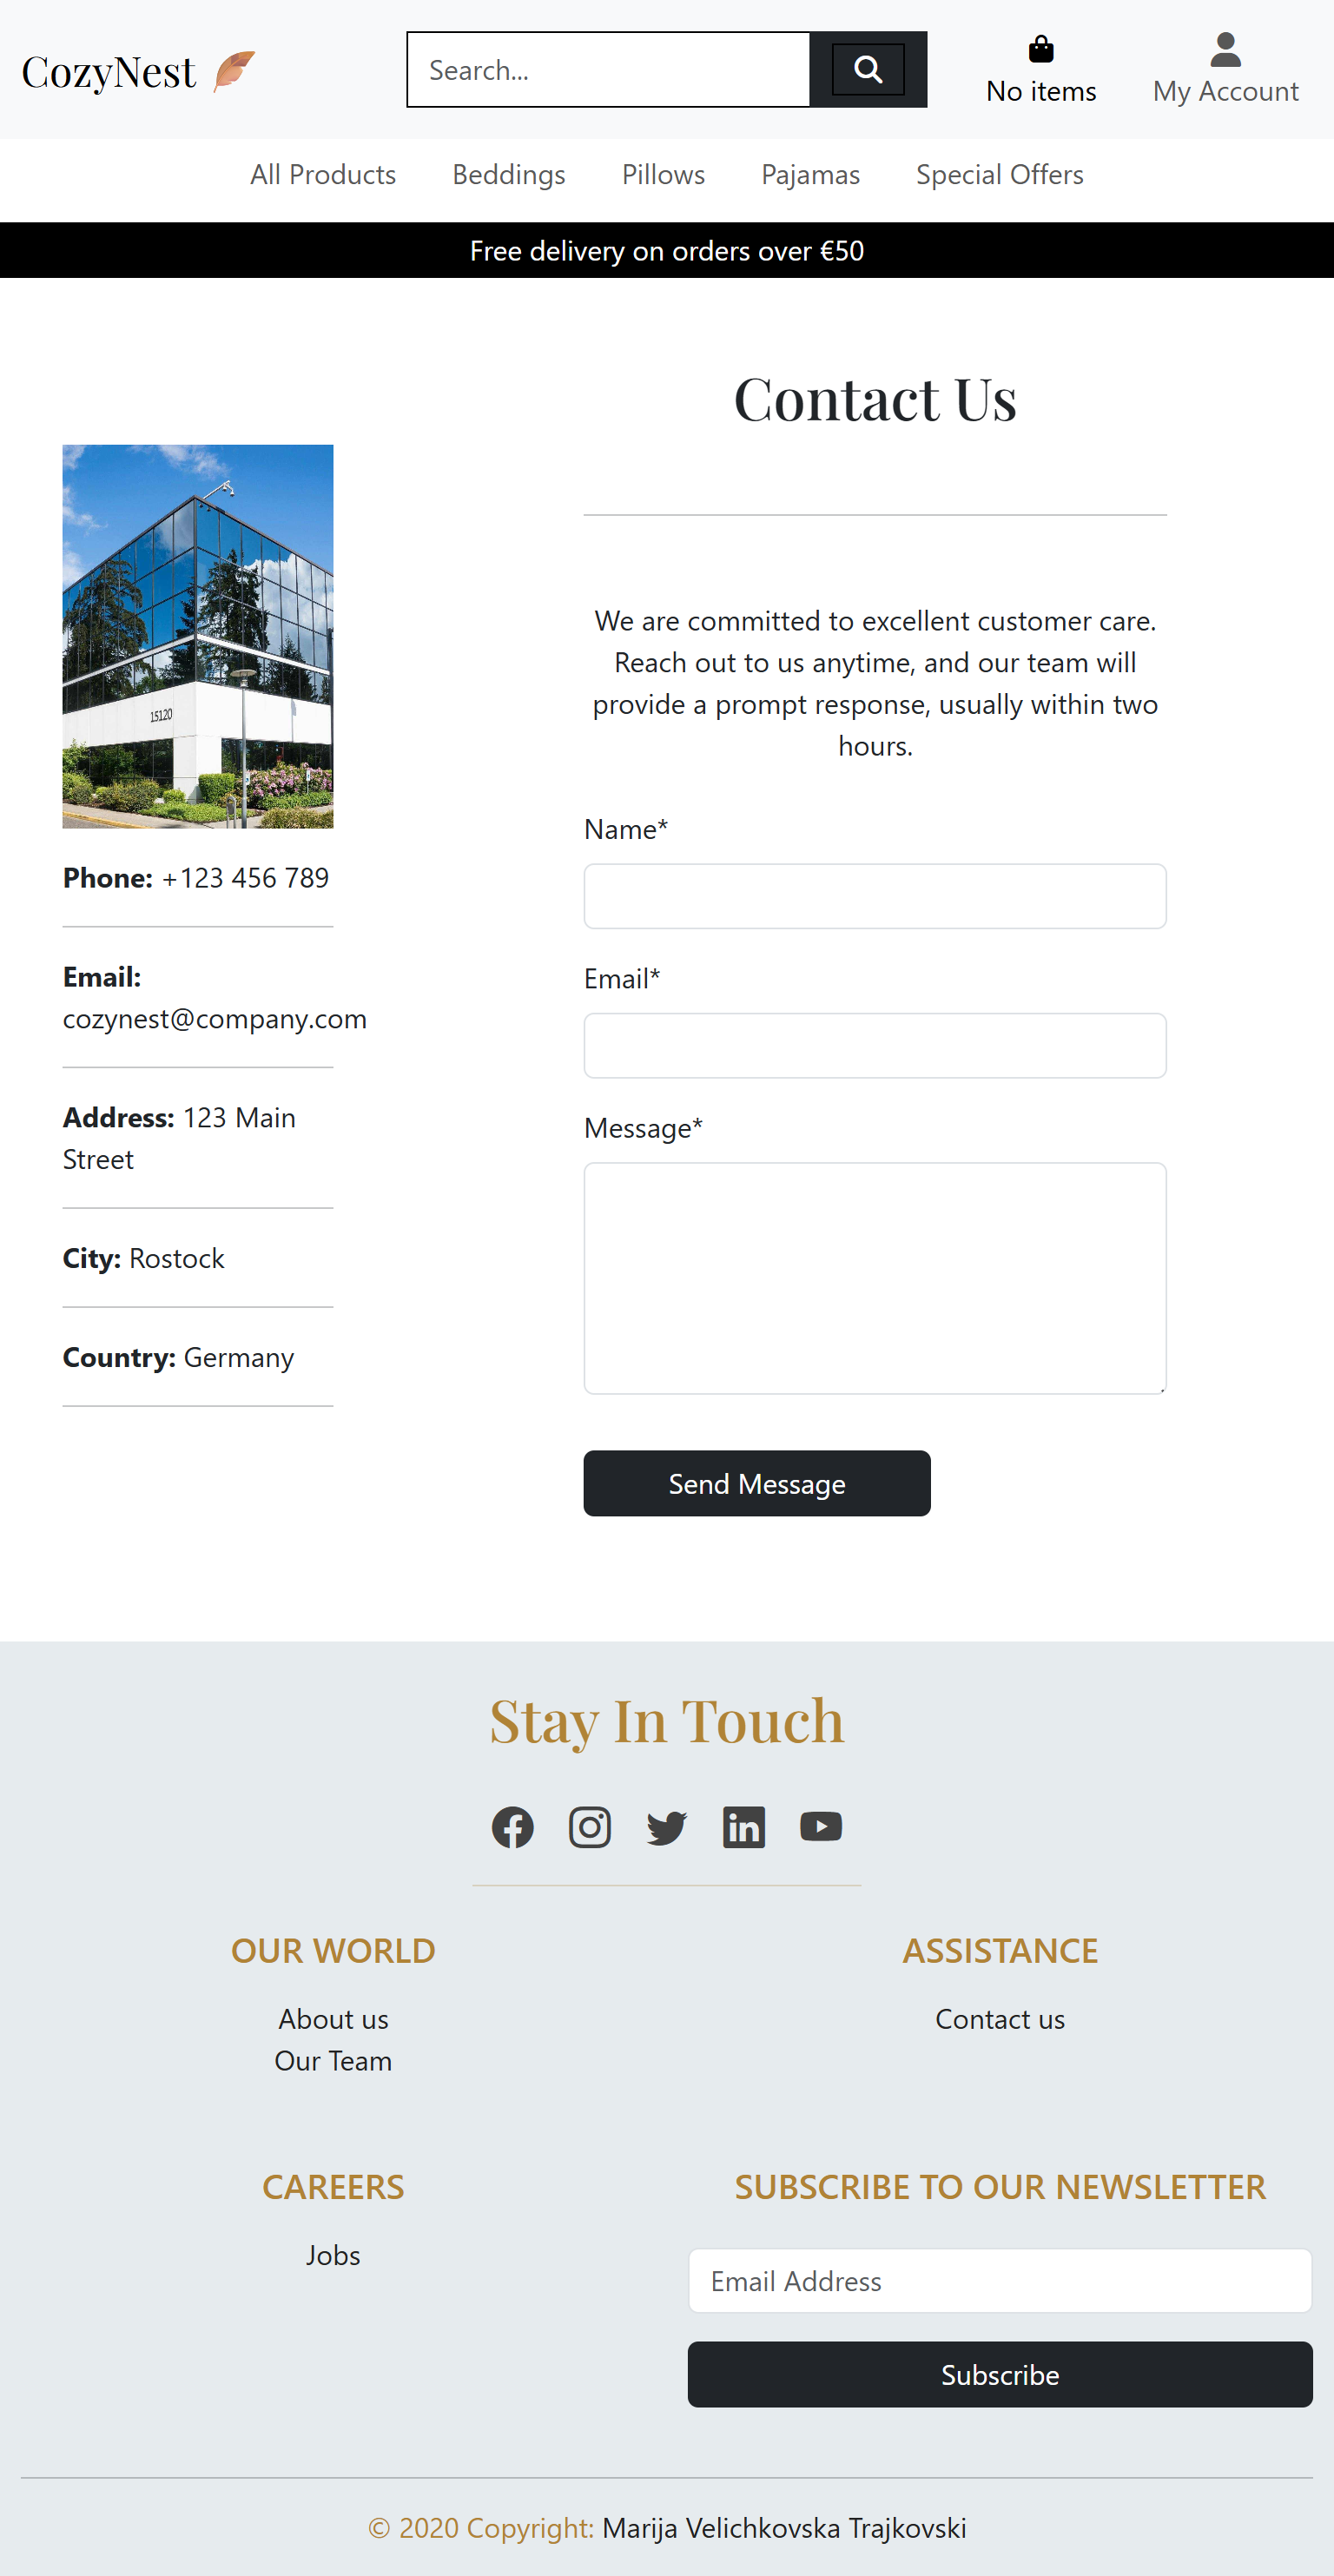 CozyNest
Search...
No items
My Account
All Products
Beddings
Pillows
Pajamas
Special Offers
Free delivery on orders over €50
Contact Us
15120
We are committed to excellent customer care.
Reach out to us anytime, and our team will
provide a prompt response, usually within two
hours.
Phone: +123 456 789
Email:
cozynest@company.com
Address: 123 Main
Street
City: Rostock
Country: Germany
Name*
Email*
Message*
Send Message
Stay In Touch
OUR WORLD
About us
Our Team
ASSISTANCE
Contact us
CAREERS
Jobs
SUBSCRIBE TO OUR NEWSLETTER
Email Address
Subscribe
© 2020 Copyright: Marija Velichkovska Trajkovski